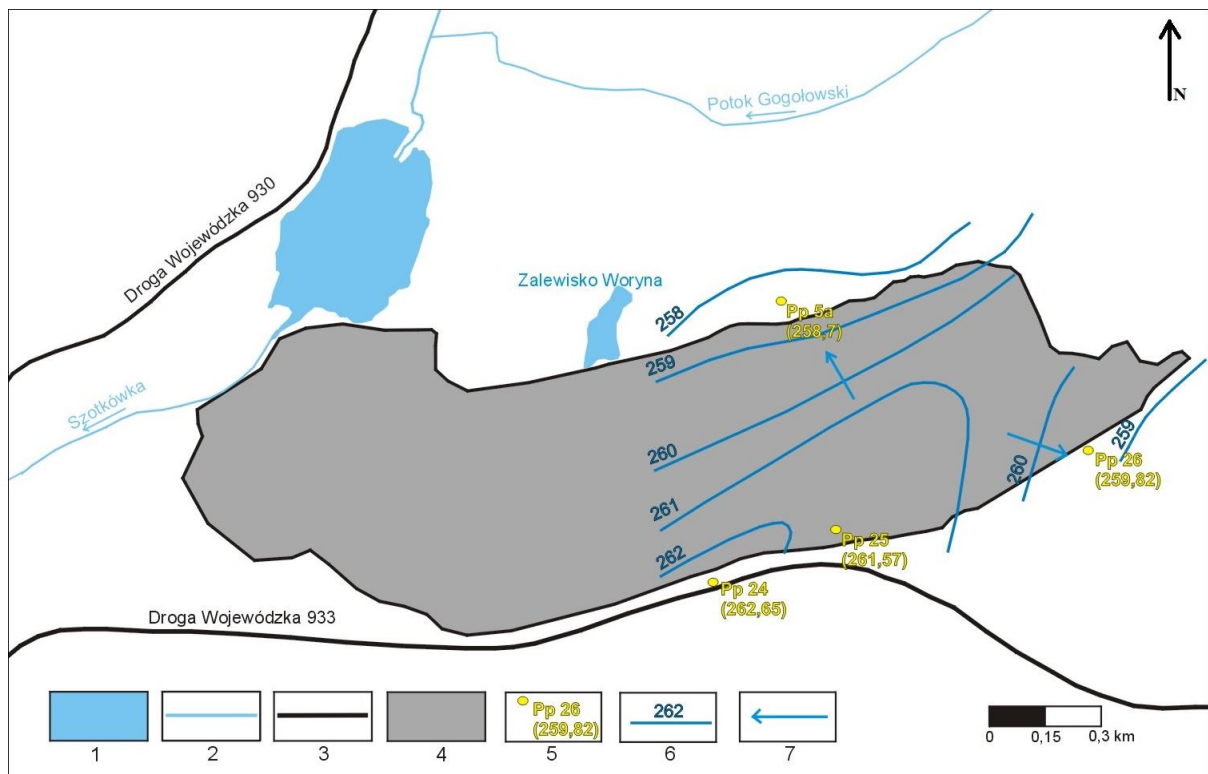 N
Potok Gogołowski
Droga Wojewódzka 930
Zalewisko Woryna
258
Pp 5a
(258,7)
259
Szotkówka
260
259
Pp 26
(259,82)
260
261
Pp 25
(261,57)
262
Pp 24
(262,65)
Droga Wojewódzka 933
Pp 26
(259,82)
262
1
2
3
4
5
6
7
0
0,15
0,3 km